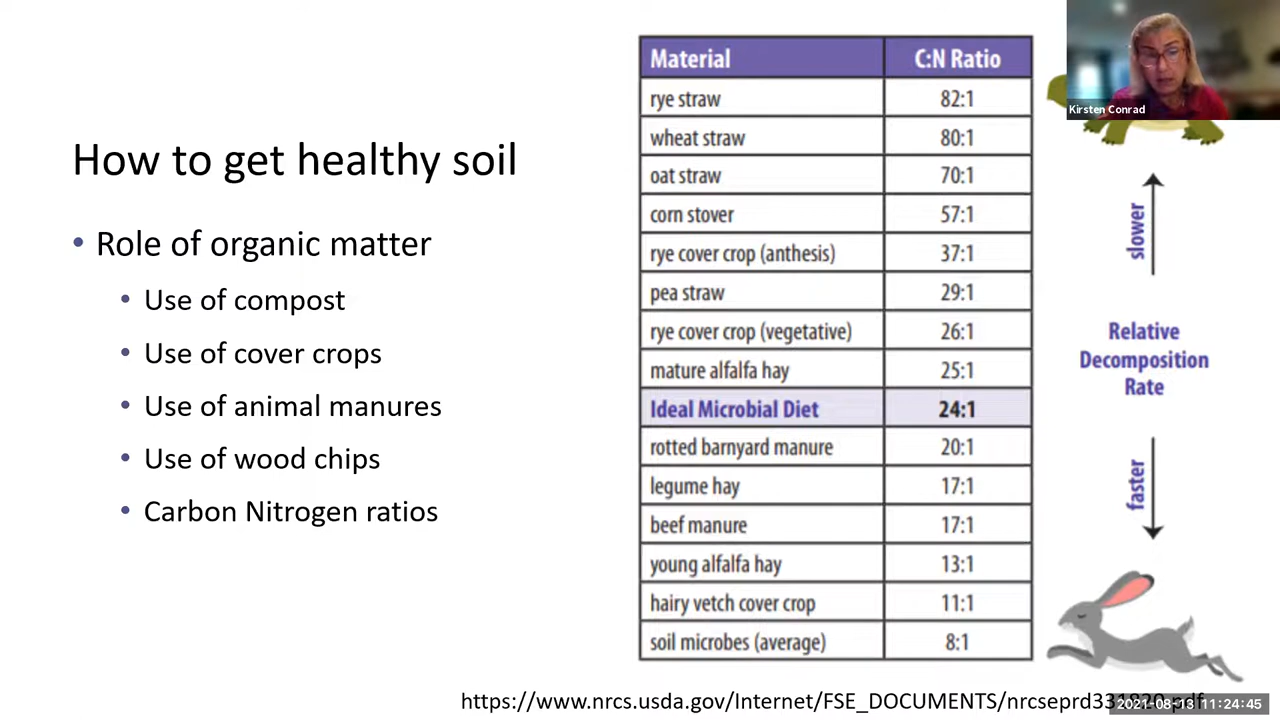 How to get healthy soil
• Role of organic matter
• Use of compost
• Use of cover crops
• Use of animal manures
• Use of wood chips
• Carbon Nitrogen ratios
Material C:N Ratio
rye straw 82:1
wheat straw 80:1
oat straw 70:1
corn stover 57:1
rye cover crop (anthesis) 37:1
pea straw 29:1
rye cover crop (vegetative) 26:1
mature alfalfa hay 25:1
Ideal Microbial Diet 24:1
rotted barnyard manure 20:1
legume hay 17:1
beef manure 17:1
young alfalfa hay 13:1
hairy vetch cover crop 11:1
soil microbes (average) 8:1
Kirsten Conrad
slower
Relative
Decomposition
Rate
faster
https://www.nrcs.usda.gov/Internet/FSE_DOCUMENTS/nrcseprd331820.pdf
2021-08-13 11:24:45